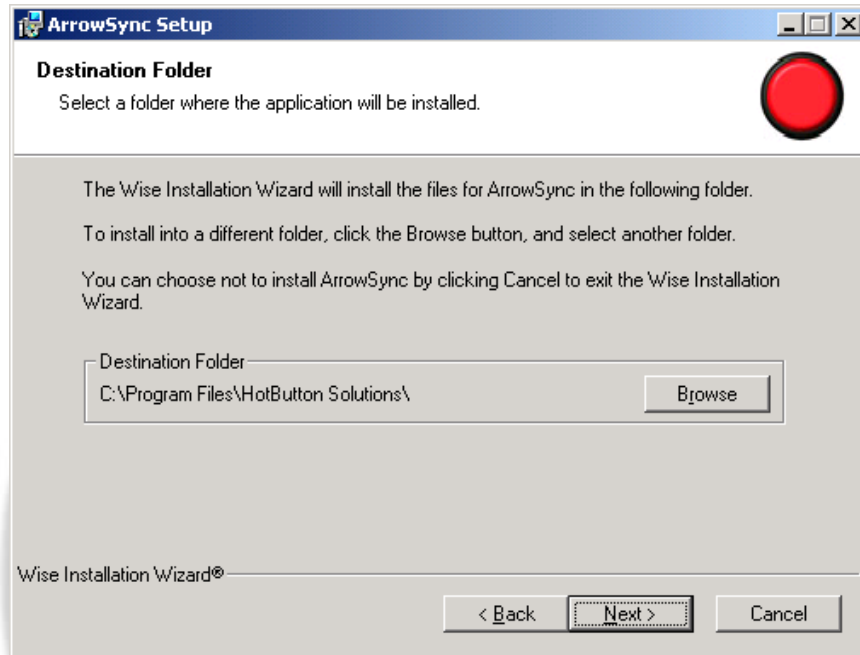 ArrowSync Setup
Destination Folder
Select a folder where the application will be installed.
The Wise Installation Wizard will install the files for ArrowSync in the following folder.
To install into a different folder, click the Browse button, and select another folder.
You can choose not to install ArrowSync by clicking Cancel to exit the Wise Installation
Wizard.
Destination Folder
C:\Program Files\HotButton Solutions\
Browse
Wise Installation Wizard®
< Back
Next >
Cancel